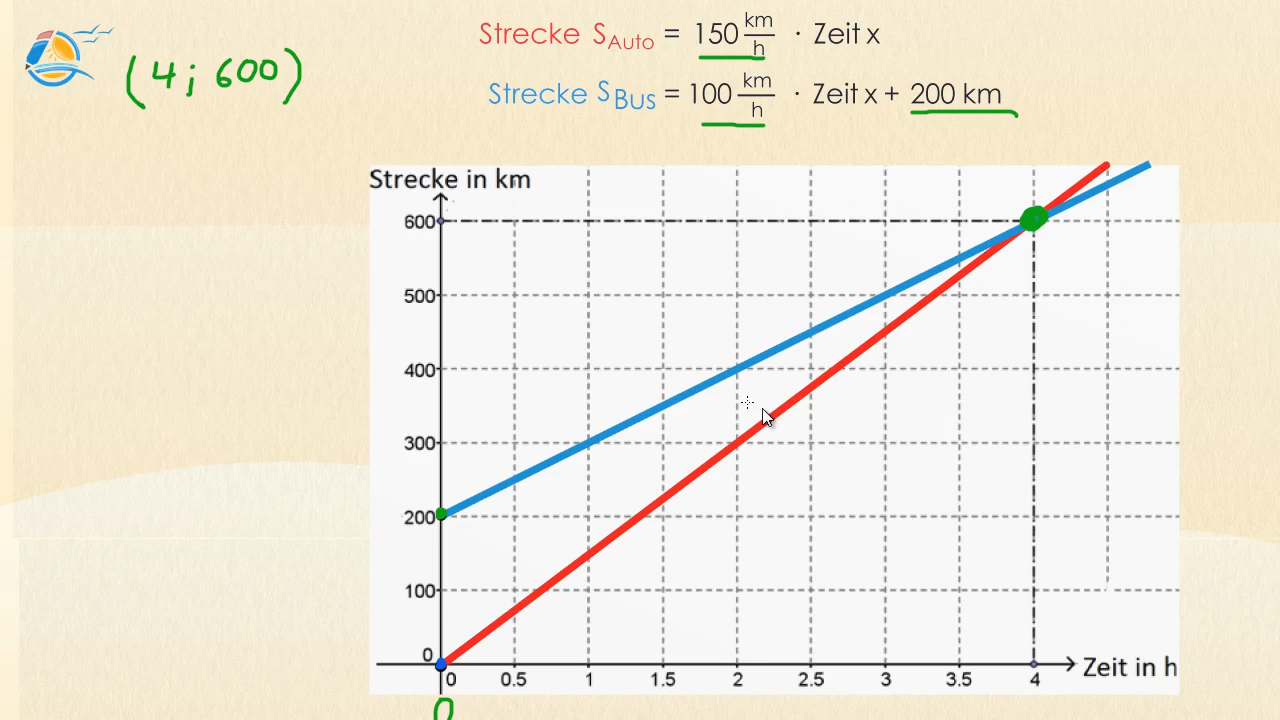 (4; 600)
Strecke S_Auto = 150 km/h · Zeit x
Strecke S_Bus = 100 km/h · Zeit x + 200 km
Strecke in km
600
500
400
300
200
100
0
0 0.5 1 1.5 2 2.5 3 3.5 4
Zeit in h
0